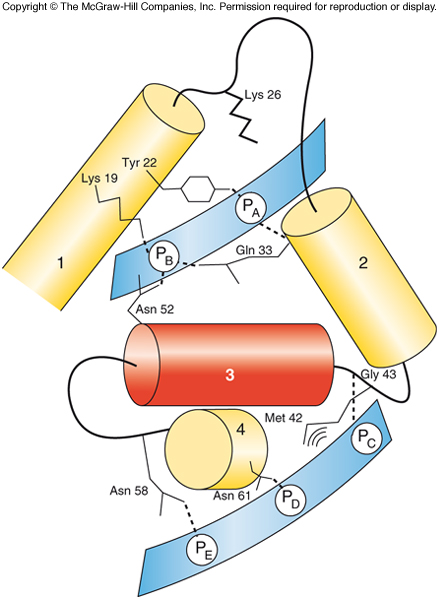 Copyright © The McGraw-Hill Companies, Inc. Permission required for reproduction or display.
Lys 26
Tyr 22
Lys 19
PA
1
PB
Gln 33
2
Asn 52
3
Gly 43
Met 42
4
PC
Asn 58
Asn 61
PD
PE